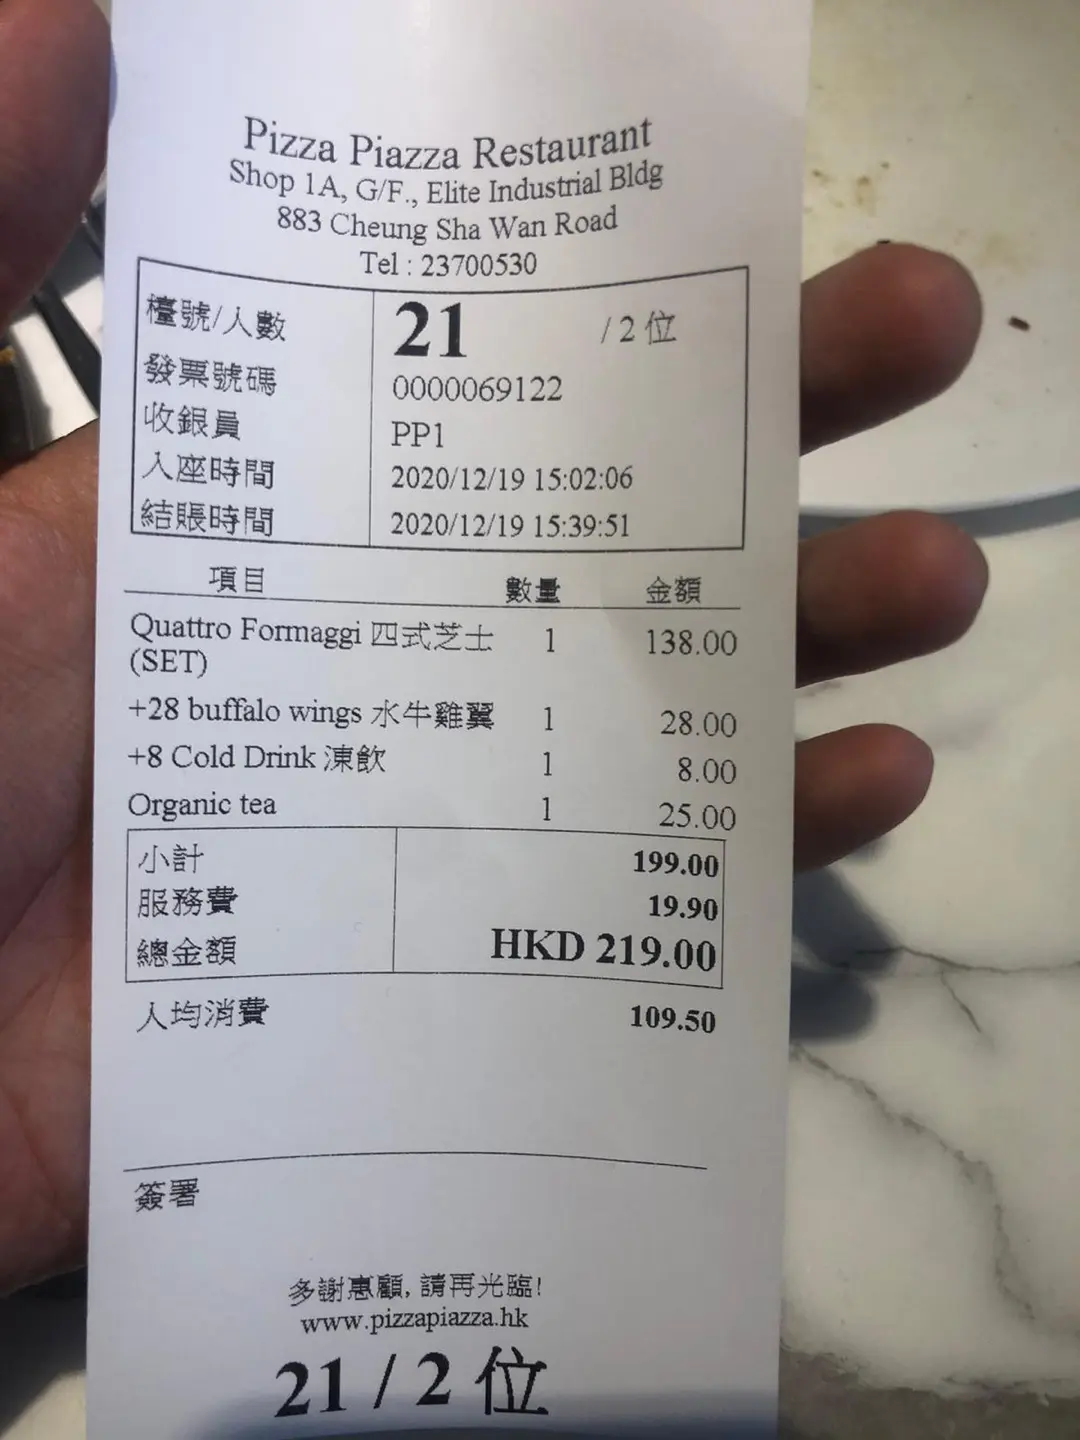 Pizza Piazza Restaurant
Shop 1A, G/F., Elite Industrial Bldg
883 Cheung Sha Wan Road
Tel : 23700530
檯號/人數 21 / 2 位
發票號碼 0000069122
收銀員 PP1
入座時間 2020/12/19 15:02:06
結賬時間 2020/12/19 15:39:51
項目 數量 金額
Quattro Formaggi 四式芝士 1 138.00
(SET)
+28 buffalo wings 水牛雞翼 1 28.00
+8 Cold Drink 凍飲 1 8.00
Organic tea 1 25.00
小計 199.00
服務費 19.90
總金額 HKD 219.00
人均消費 109.50
簽署
多謝惠顧, 請再光臨!
www.pizzapiazza.hk
21 / 2 位